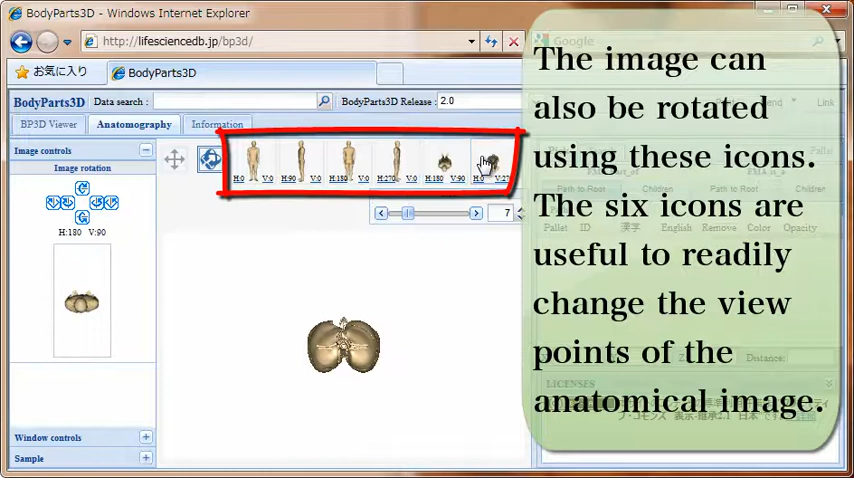 BodyParts3D - Windows Internet Explorer
http://lifesciencedb.jp/bp3d/
Google
お気に入り
BodyParts3D
BodyParts3D
Data search :
BodyParts3D Release :
2.0
Link
BP3D Viewer
Anatomography
Information
Image controls
Image rotation
H:180 V:90
H:0 V:0
H:90 V:0
H:180 V:0
H:270 V:0
H:180 V:90
H:0
7
Window controls
Sample
The image can
also be rotated
using these icons.
The six icons are
useful to readily
change the view
points of the
anatomical image.
Path to Root
Children
Path to Root
Children
Pallet ID 漢字 English Remove Color Opacity
Distance:
LICENSES